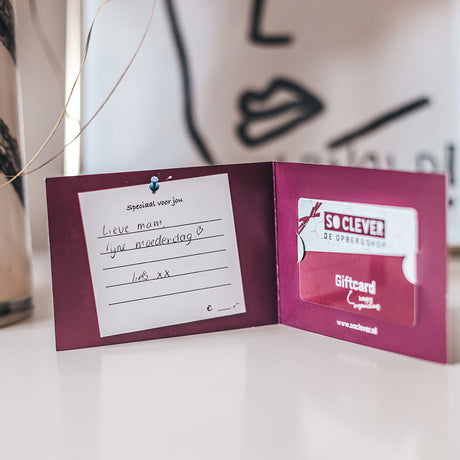 Speciaal voor jou
Lieve mam,
fijne moederdag
liefs xx
€
SO CLEVER
DE OPBERGSHOP
Giftcard
www.soclever.nl